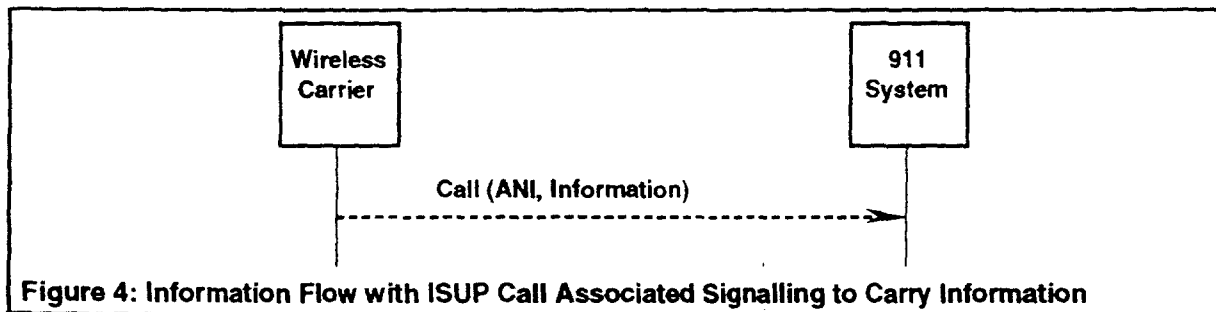 Wireless
Carrier
911
System
Call (ANI, Information)
Figure 4: Information Flow with ISUP Call Associated Signalling to Carry Information